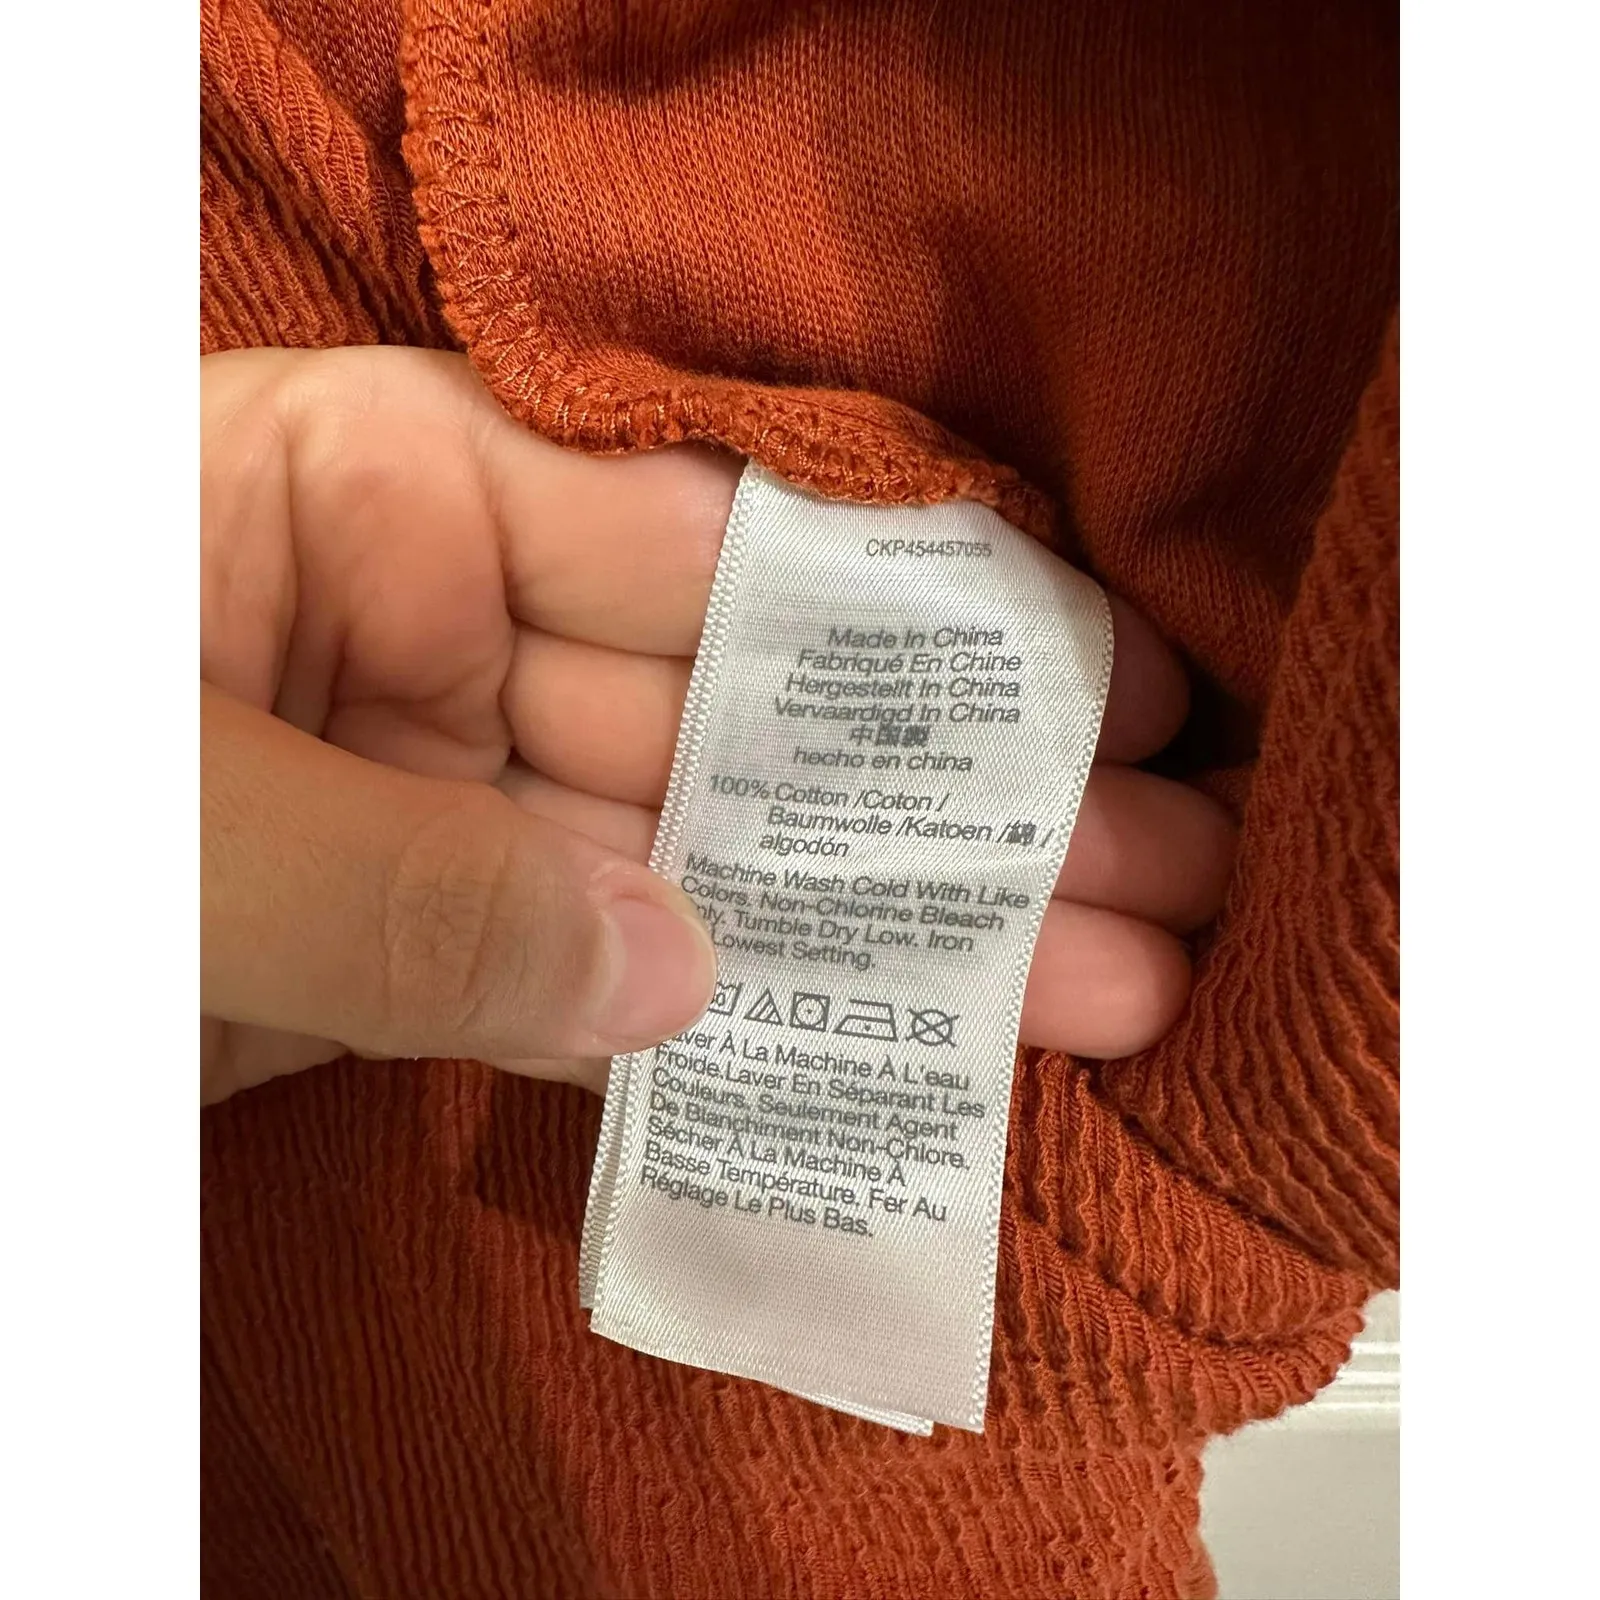 CKP454457055
Made In China
Fabriqué En Chine
Hergestellt In China
Vervaardigd In China
中国製
hecho en china
100% Cotton /Coton /
Baumwolle /Katoen /綿 /
algodón
Machine Wash Cold With Like
Colors. Non-Chlorine Bleach
Tumble Dry Low. Iron
Lowest Setting.
À La Machine À L'eau
Froide.Laver En Séparant Les
Couleurs, Seulement Agent
De Blanchiment Non-Chlore.
Sécher À La Machine À
Basse Température. Fer Au
Réglage Le Plus Bas.